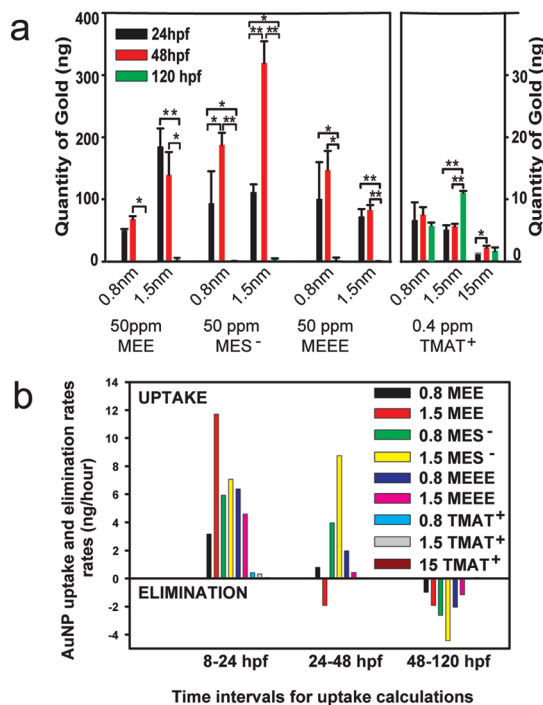 a
Quantity of Gold (ng)
400
300
200
100
0
24hpf
48hpf
120 hpf
*
**
*
*
*
**
*
**
**
*
*
**
**
**
**
*
30
20
10
0
Quantity of Gold (ng)
0.8nm
1.5nm
0.8nm
1.5nm
0.8nm
1.5nm
0.8nm
1.5nm
15nm
50ppm
MEE
50 ppm
MES⁻
50 ppm
MEEE
0.4 ppm
TMAT⁺
b
AuNP uptake and elimination rates
rates (ng/hour)
14
12
10
8
6
4
2
0
-2
-4
UPTAKE
ELIMINATION
0.8 MEE
1.5 MEE
0.8 MES⁻
1.5 MES⁻
0.8 MEEE
1.5 MEEE
0.8 TMAT⁺
1.5 TMAT⁺
15 TMAT⁺
8-24 hpf
24-48 hpf
48-120 hpf
Time intervals for uptake calculations